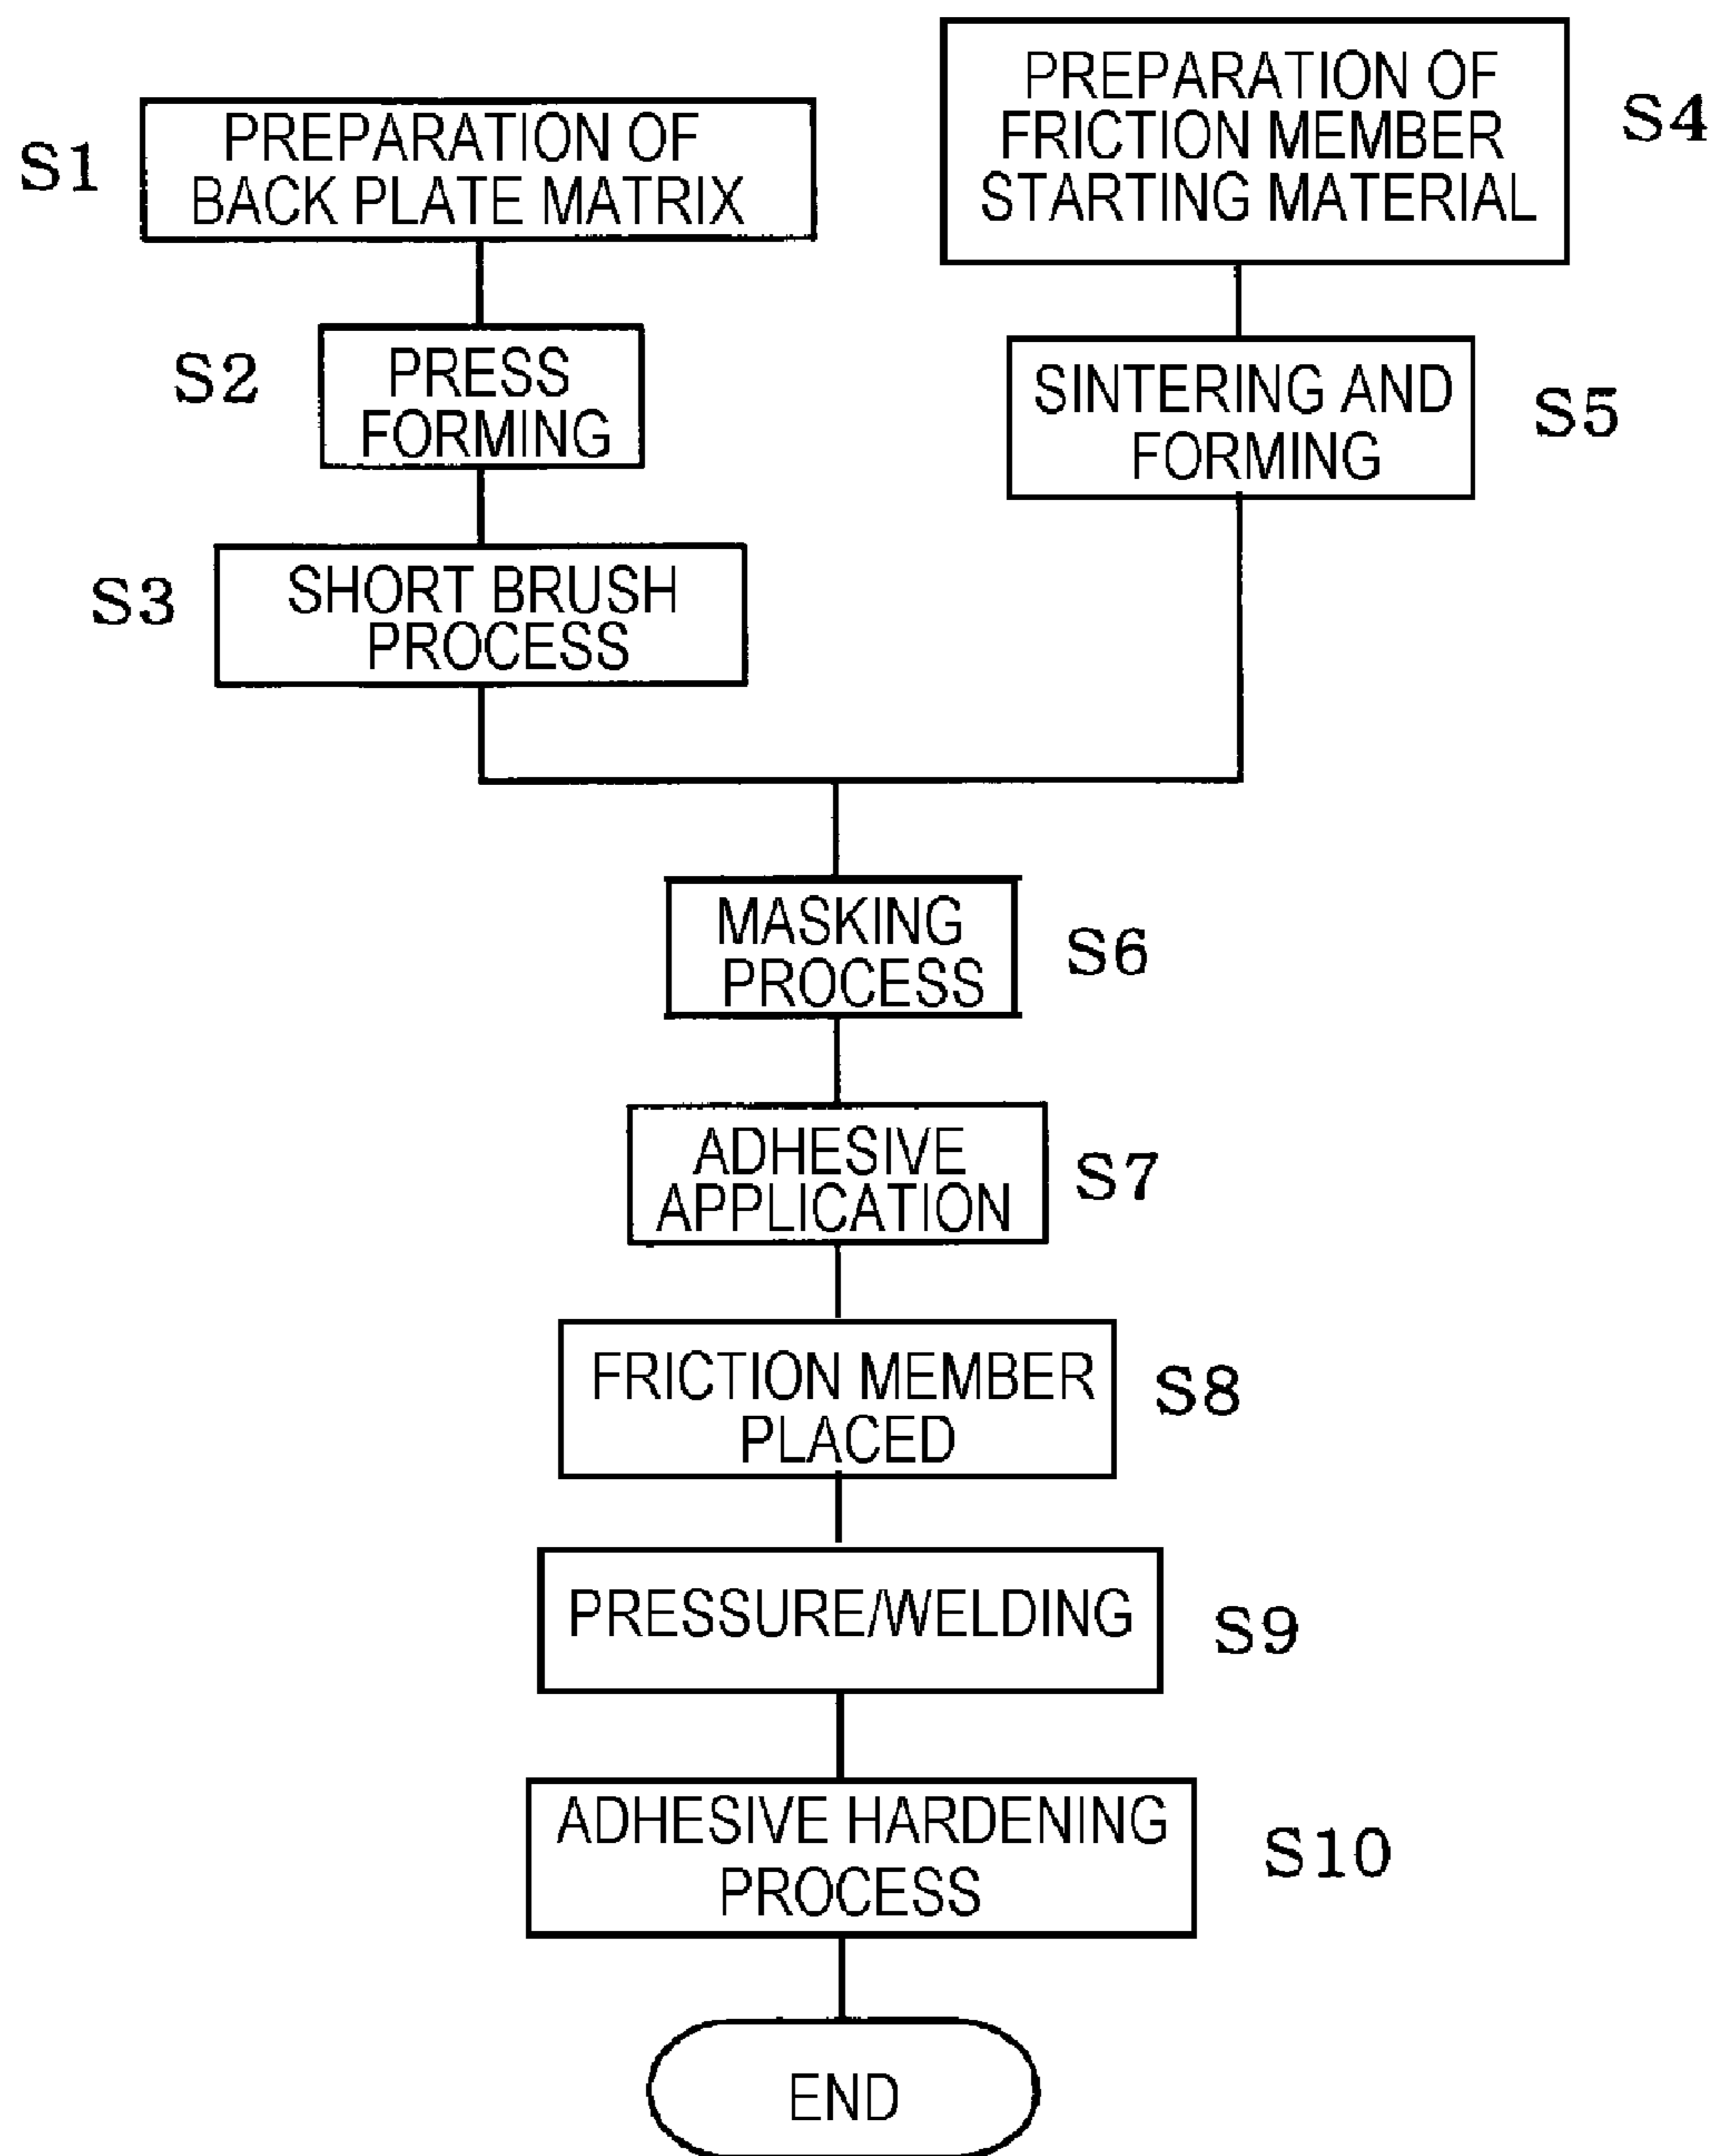 S1
PREPARATION OF
BACK PLATE MATRIX
S2
PRESS
FORMING
S3
SHORT BRUSH
PROCESS
PREPARATION OF
FRICTION MEMBER
STARTING MATERIAL
S4
SINTERING AND
FORMING
S5
MASKING
PROCESS
S6
ADHESIVE
APPLICATION
S7
FRICTION MEMBER
PLACED
S8
PRESSURE/WELDING
S9
ADHESIVE HARDENING
PROCESS
S10
END